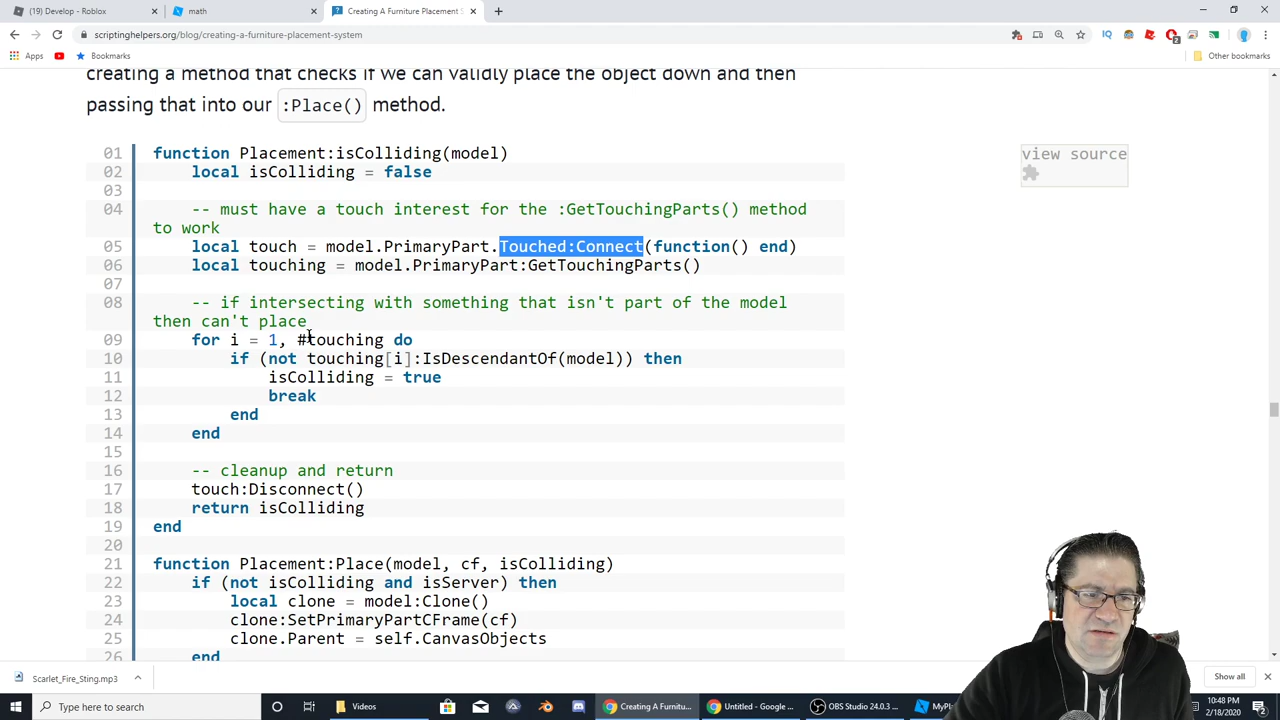 (19) Develop - Roblox
math
Creating A Furniture Placement S
scriptinghelpers.org/blog/creating-a-furniture-placement-system
Apps
Bookmarks
Other bookmarks
creating a method that checks if we can validly place the object down and then
passing that into our :Place() method.
view source
01 function Placement:isColliding(model)
02 local isColliding = false
03
04 -- must have a touch interest for the :GetTouchingParts() method
to work
05 local touch = model.PrimaryPart.Touched:Connect(function() end)
06 local touching = model.PrimaryPart:GetTouchingParts()
07
08 -- if intersecting with something that isn't part of the model
then can't place
09 for i = 1, #touching do
10 if (not touching[i]:IsDescendantOf(model)) then
11 isColliding = true
12 break
13 end
14 end
15
16 -- cleanup and return
17 touch:Disconnect()
18 return isColliding
19 end
20
21 function Placement:Place(model, cf, isColliding)
22 if (not isColliding and isServer) then
23 local clone = model:Clone()
24 clone:SetPrimaryPartCFrame(cf)
25 clone.Parent = self.CanvasObjects
26 end
Scarlet_Fire_Sting.mp3
Show all
Type here to search
Videos
Creating A Furnitu...
Untitled - Google ...
OBS Studio 24.0.3 ...
MyPl
10:48 PM
2/18/2020